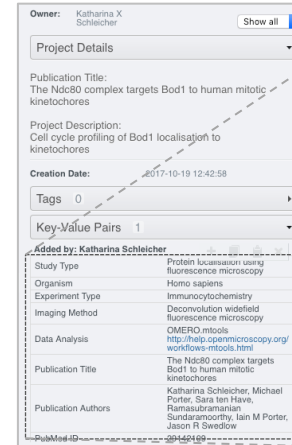 Owner: Katharina X
Schleicher
Show all
Project Details
Publication Title:
The Ndc80 complex targets Bod1 to human mitotic
kinetochores
Project Description:
Cell cycle profiling of Bod1 localisation to
kinetochores
Creation Date: 2017-10-19 12:42:58
Tags 0
Key-Value Pairs 1
Added by: Katharina Schleicher
Study Type Protein localisation using
fluorescence microscopy
Organism Homo sapiens
Experiment Type Immunocytochemistry
Imaging Method Deconvolution widefield
fluorescence microscopy
Data Analysis OMERO.mtools
http://help.openmicroscopy.org/
workflows-mtools.html
Publication Title The Ndc80 complex targets
Bod1 to human mitotic
kinetochores
Publication Authors Katharina Schleicher, Michael
Porter, Sara ten Have,
Ramasubramanian
Sundaramoorthy, Iain M Porter,
Jason R Swedlow
PubMed ID